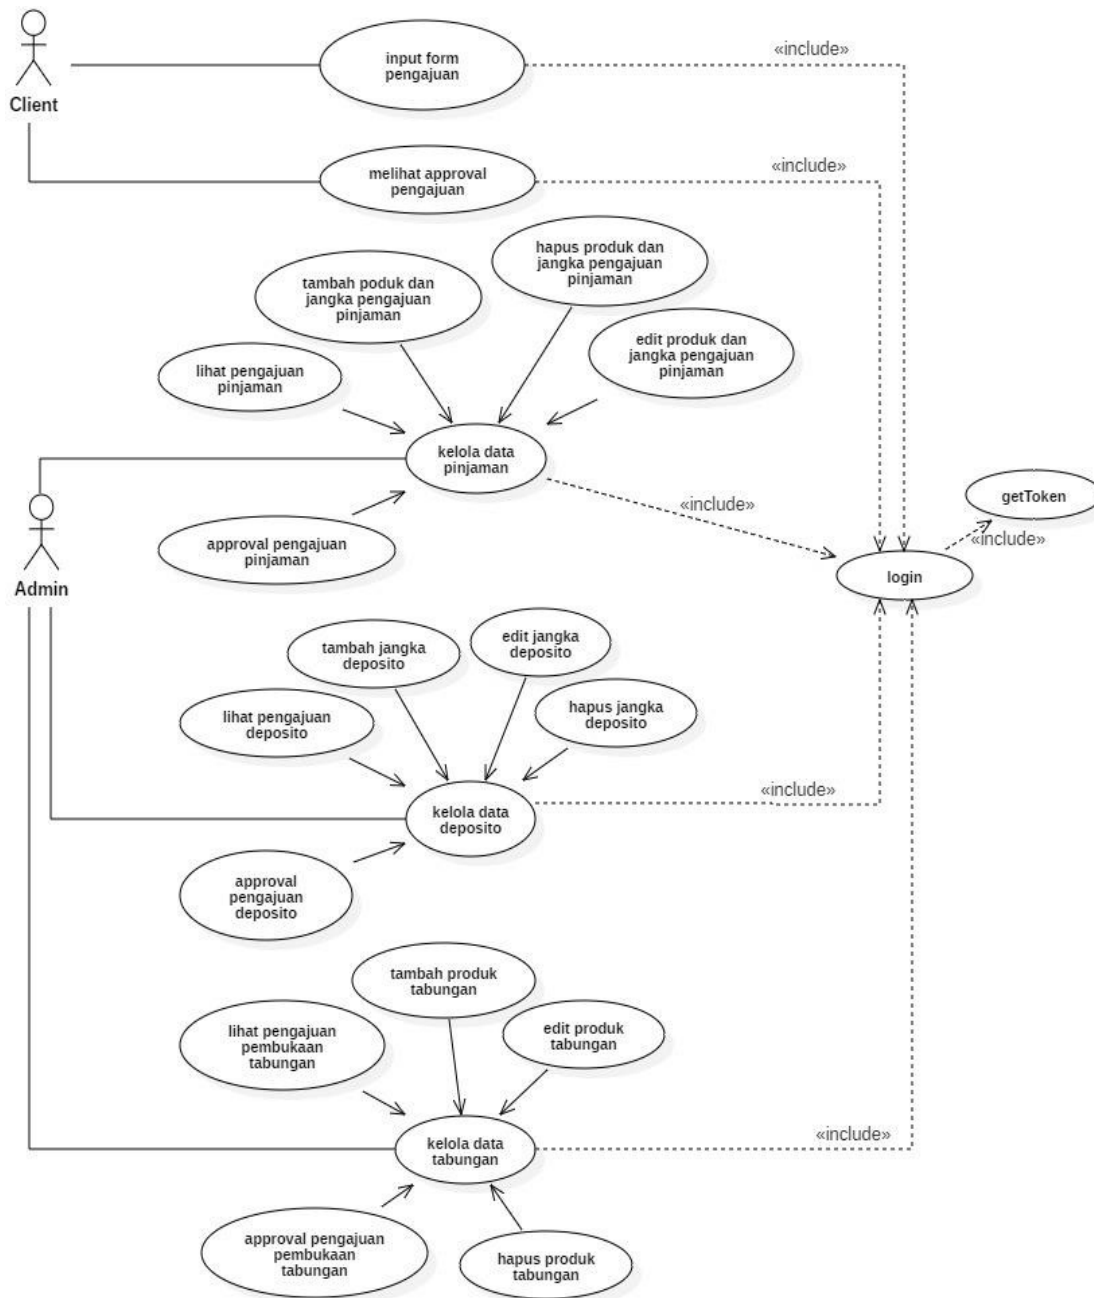 Client
input form
pengajuan
«include»
melihat approval
pengajuan
«include»
hapus produk dan
jangka pengajuan
pinjaman
tambah poduk dan
jangka pengajuan
pinjaman
edit produk dan
jangka pengajuan
pinjaman
lihat pengajuan
pinjaman
kelola data
pinjaman
«include»
getToken
«include»
approval pengajuan
pinjaman
login
Admin
tambah jangka
deposito
edit jangka
deposito
lihat pengajuan
deposito
hapus jangka
deposito
kelola data
deposito
«include»
approval
pengajuan
deposito
tambah produk
tabungan
lihat pengajuan
pembukaan
tabungan
edit produk
tabungan
kelola data
tabungan
«include»
approval pengajuan
pembukaan
tabungan
hapus produk
tabungan